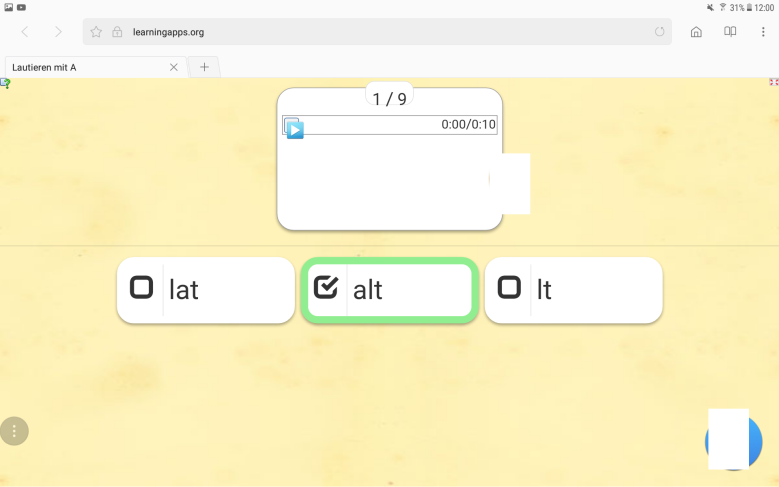 31% 12:00
learningapps.org
Lautieren mit A
1 / 9
0:00/0:10
lat
alt
lt